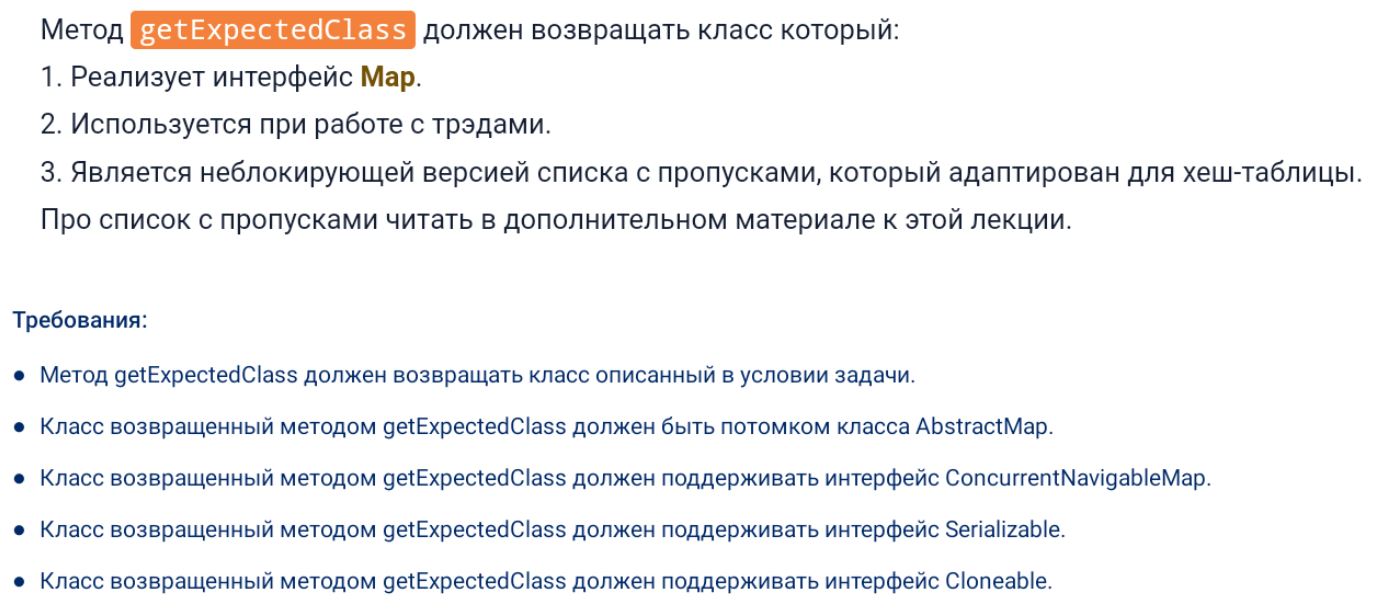 Метод getExpectedClass должен возвращать класс который:
1. Реализует интерфейс Map.
2. Используется при работе с трэдами.
3. Является неблокирующей версией списка с пропусками, который адаптирован для хеш-таблицы.
Про список с пропусками читать в дополнительном материале к этой лекции.
Требования:
● Метод getExpectedClass должен возвращать класс описанный в условии задачи.
● Класс возвращенный методом getExpectedClass должен быть потомком класса AbstractMap.
● Класс возвращенный методом getExpectedClass должен поддерживать интерфейс ConcurrentNavigableMap.
● Класс возвращенный методом getExpectedClass должен поддерживать интерфейс Serializable.
● Класс возвращенный методом getExpectedClass должен поддерживать интерфейс Cloneable.